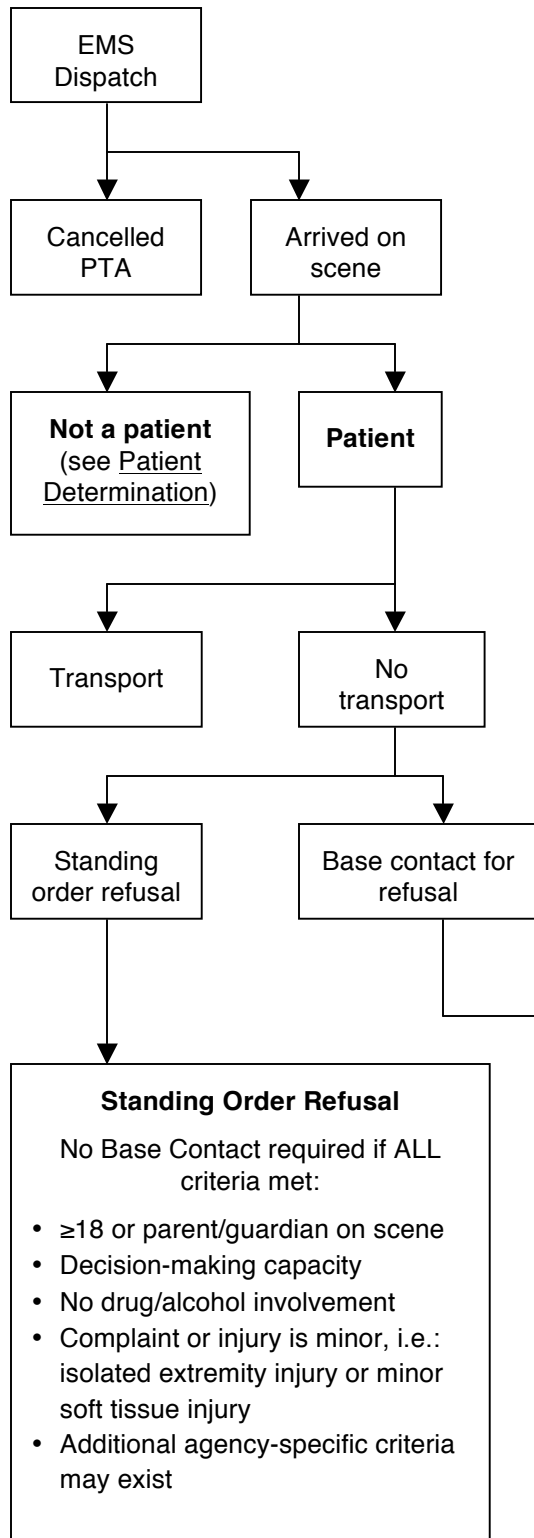 EMS
Dispatch
Cancelled
PTA
Arrived on
scene
Not a patient
(see Patient
Determination)
Patient
Transport
No
transport
Standing
order refusal
Base contact for
refusal
Standing Order Refusal
No Base Contact required if ALL
criteria met:
• ≥18 or parent/guardian on scene
• Decision-making capacity
• No drug/alcohol involvement
• Complaint or injury is minor, i.e.:
isolated extremity injury or minor
soft tissue injury
• Additional agency-specific criteria
may exist